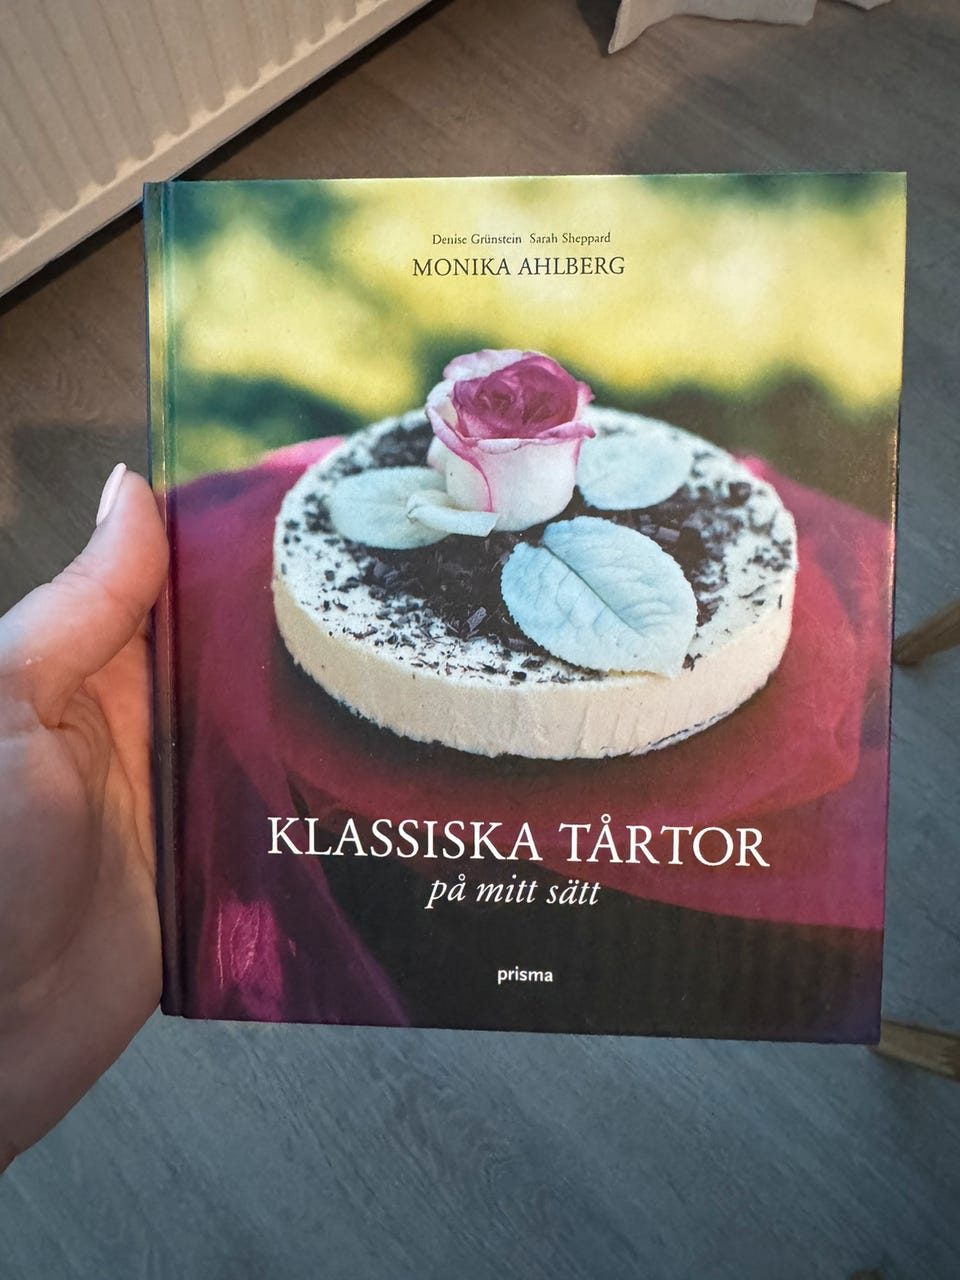 Denise Grünstein Sarah Sheppard
MONIKA AHLBERG
KLASSISKA TÅRTOR
på mitt sätt
prisma